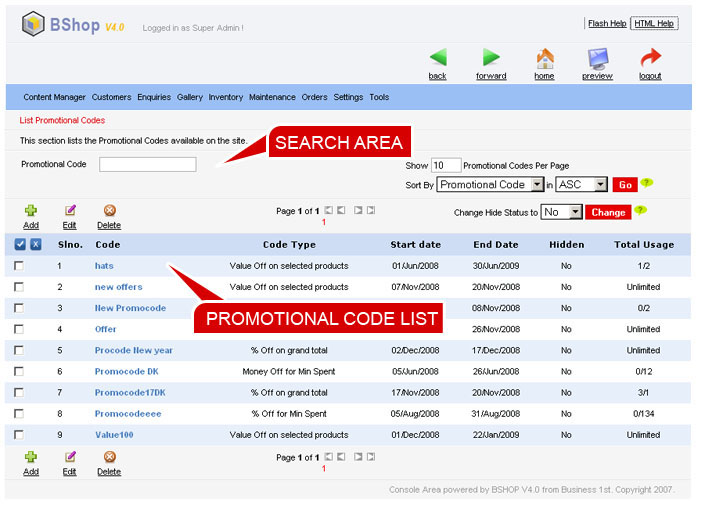 BShop V4.0 Logged in as Super Admin ! Flash Help HTML Help
back forward home preview logout
Content Manager Customers Enquiries Gallery Inventory Maintenance Orders Settings Tools
List Promotional Codes
This section lists the Promotional Codes available on the site.
SEARCH AREA
Promotional Code Show 10 Promotional Codes Per Page
Sort By Promotional Code in ASC Go ?
Add Edit Delete Page 1 of 1 Change Hide Status to No Change ?
1
Slno. Code Code Type Start date End Date Hidden Total Usage
1 hats Value Off on selected products 01/Jun/2008 30/Jun/2009 No 1/2
2 new offers Value Off on selected products 07/Nov/2008 20/Nov/2008 No Unlimited
3 New Promocode 08/Nov/2008 No 0/2
PROMOTIONAL CODE LIST
4 Offer 26/Nov/2008 No Unlimited
5 Procode New year % Off on grand total 02/Dec/2008 17/Dec/2008 No Unlimited
6 Promocode DK Money Off for Min Spent 05/Jun/2008 26/Jun/2008 No 0/12
7 Promocode17DK % Off on grand total 17/Nov/2008 20/Nov/2008 No 3/1
8 Promocodeeee % Off for Min Spent 05/Aug/2008 31/Aug/2008 No 0/134
9 Value100 Value Off on selected products 01/Dec/2008 22/Jan/2009 No Unlimited
Add Edit Delete Page 1 of 1
1
Console Area powered by BSHOP V4.0 from Business 1st. Copyright 2007.